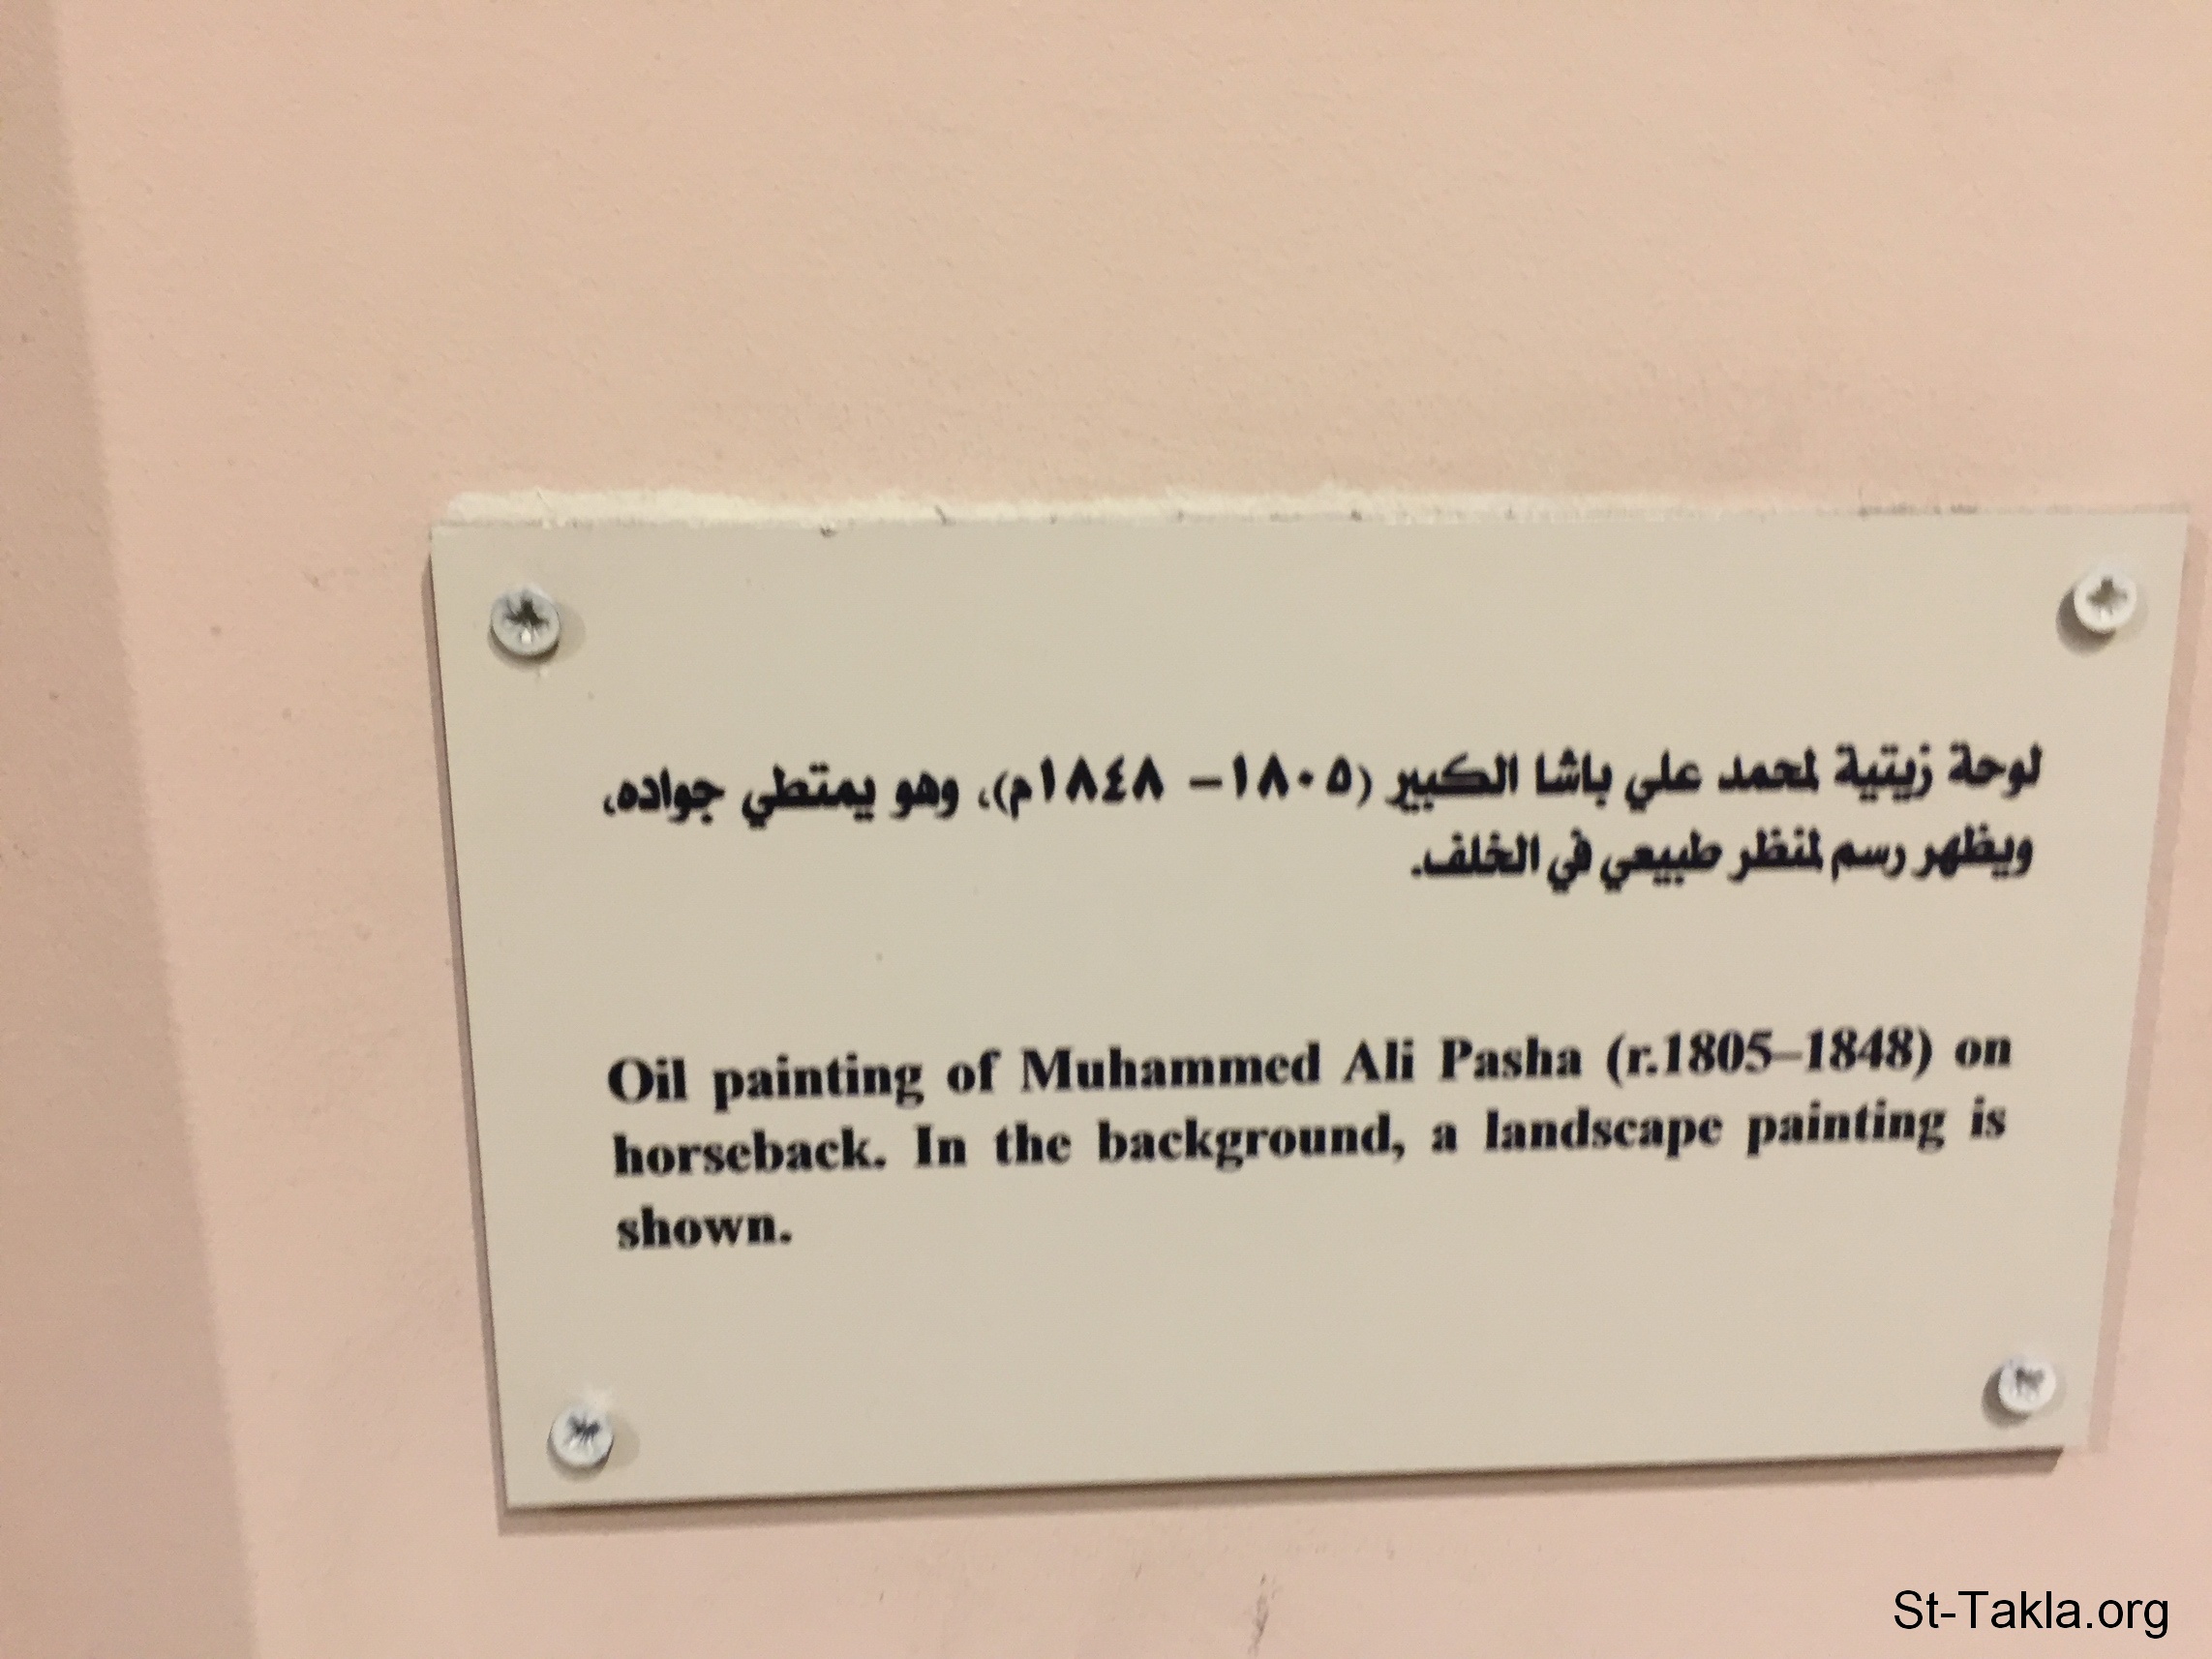 لوحة زيتية لمحمد علي باشا الكبير (١٨٠٥– ١٨٤٨م)، وهو يمتطي جواده،
ويظهر رسم لمنظر طبيعي في الخلف.
Oil painting of Muhammed Ali Pasha (r.1805–1848) on
horseback. In the background, a landscape painting is
shown.
St-Takla.org